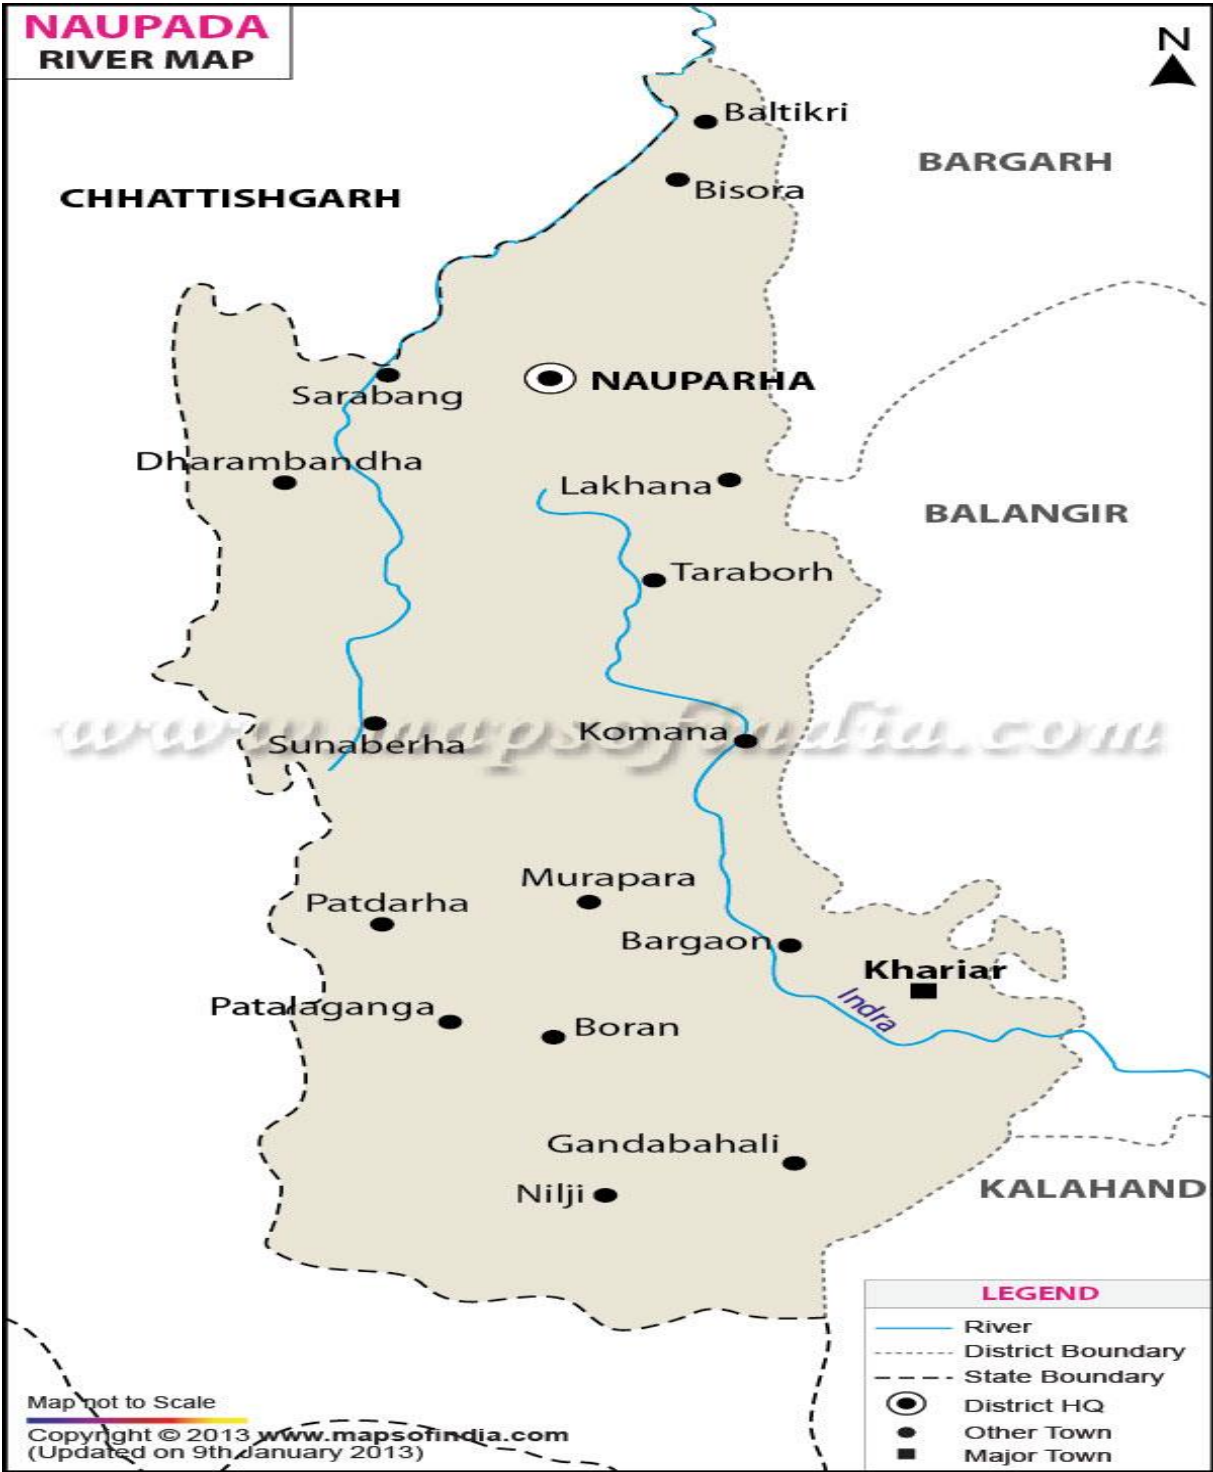 NAUPADA
RIVER MAP
N
Baltikri
BARGARH
Bisora
CHHATTISHGARH
NAUPARHA
Sarabang
Dharambandha
Lakhana
BALANGIR
Taraborh
www.mapsofindia.com
Komana
Sunaberha
Murapara
Patdarha
Bargaon
Khariar
Indra
Patalaganga
Boran
Gandabahali
KALAHAND
Nilji
LEGEND
River
District Boundary
State Boundary
District HQ
Other Town
Major Town
Map not to Scale
Copyright © 2013 www.mapsofindia.com
(Updated on 9th January 2013)